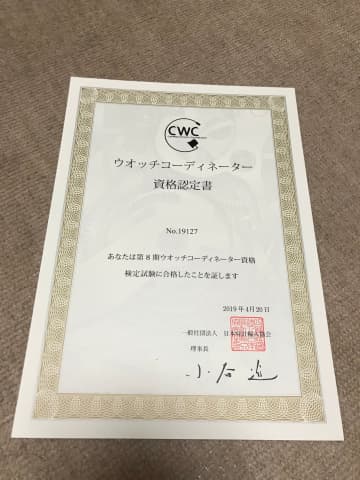 CWC
ウオッチコーディネーター
資格認定書
No.19127
あなたは第8期ウオッチコーディネーター資格
検定試験に合格したことを証します
2019年4月20日
一般社団法人 日本時計輸入協会
理事長